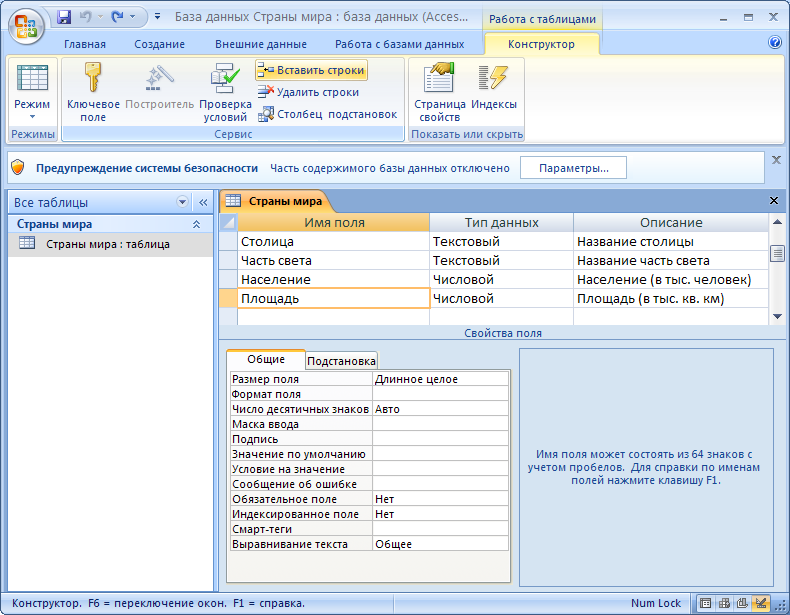 База данных Страны мира : база данных (Acces...
Работа с таблицами
Главная Создание Внешние данные Работа с базами данных Конструктор
Режим
Ключевое поле
Построитель
Проверка условий
Вставить строки
Удалить строки
Столбец подстановок
Страница свойств
Индексы
Режимы Сервис Показать или скрыть
Предупреждение системы безопасности Часть содержимого базы данных отключено Параметры...
Все таблицы
Страны мира
Страны мира : таблица
Страны мира
Имя поля Тип данных Описание
Столица Текстовый Название столицы
Часть света Текстовый Название часть света
Население Числовой Население (в тыс. человек)
Площадь Числовой Площадь (в тыс. кв. км)
Свойства поля
Общие Подстановка
Размер поля Длинное целое
Формат поля
Число десятичных знаков Авто
Маска ввода
Подпись
Значение по умолчанию
Условие на значение
Сообщение об ошибке
Обязательное поле Нет
Индексированное поле Нет
Смарт-теги
Выравнивание текста Общее
Имя поля может состоять из 64 знаков с
учетом пробелов. Для справки по именам
полей нажмите клавишу F1.
Конструктор. F6 = переключение окон. F1 = справка. Num Lock